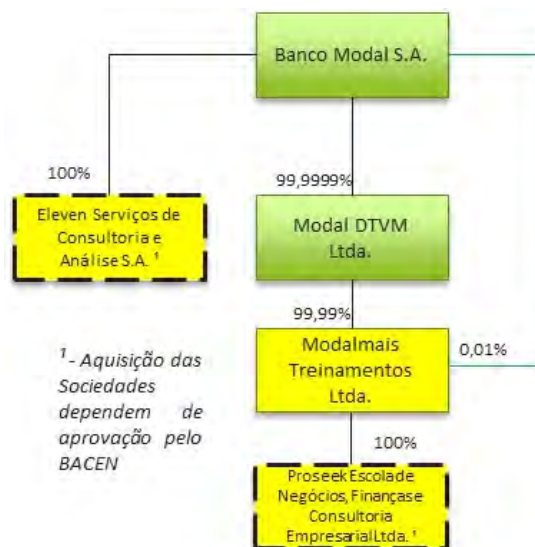 Banco Modal S.A.
100%
99,9999%
Eleven Serviços de
Consultoria e
Análise S.A. ¹
Modal DTVM
Ltda.
99,99%
Modalmais
Treinamentos
Ltda.
0,01%
¹ - Aquisição das
Sociedades
dependem de
aprovação pelo
BACEN
100%
Proseek Escola de
Negócios, Finanças e
Consultoria
Empresarial Ltda. ¹